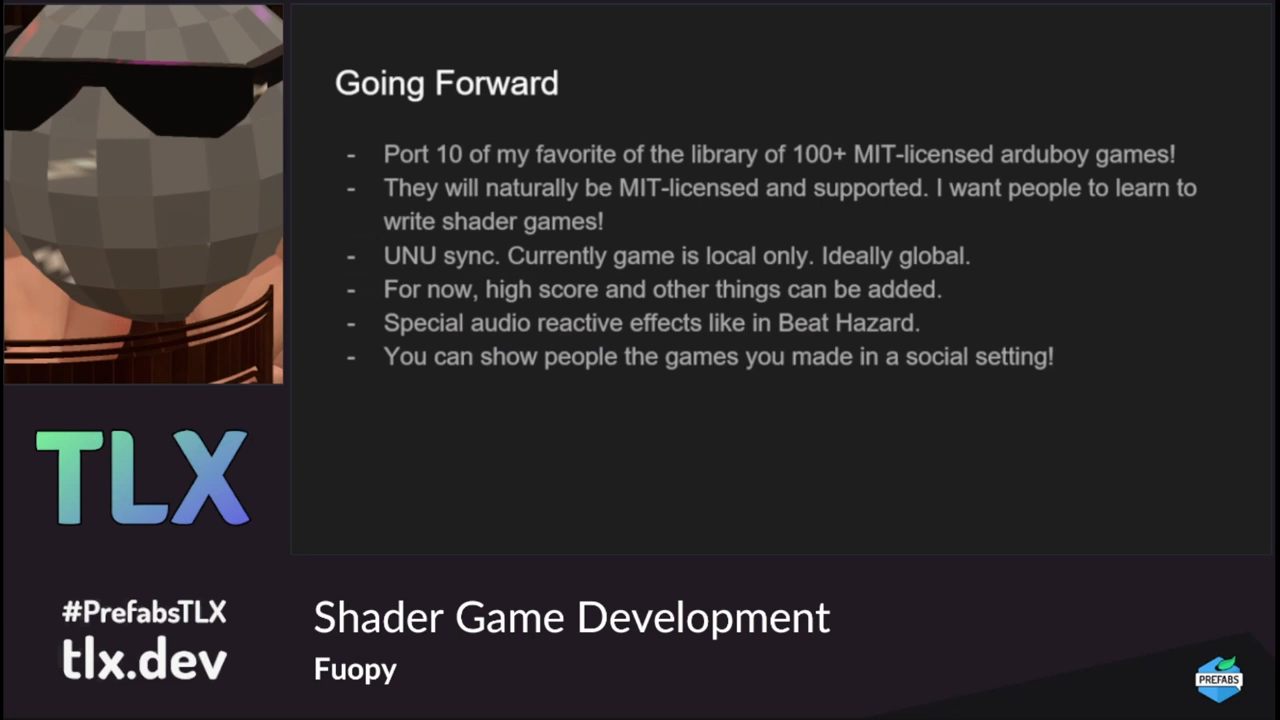 Going Forward
- Port 10 of my favorite of the library of 100+ MIT-licensed arduboy games!
- They will naturally be MIT-licensed and supported. I want people to learn to
write shader games!
- UNU sync. Currently game is local only. Ideally global.
- For now, high score and other things can be added.
- Special audio reactive effects like in Beat Hazard.
- You can show people the games you made in a social setting!
TLX
#PrefabsTLX
tlx.dev
Shader Game Development
Fuopy
PREFABS